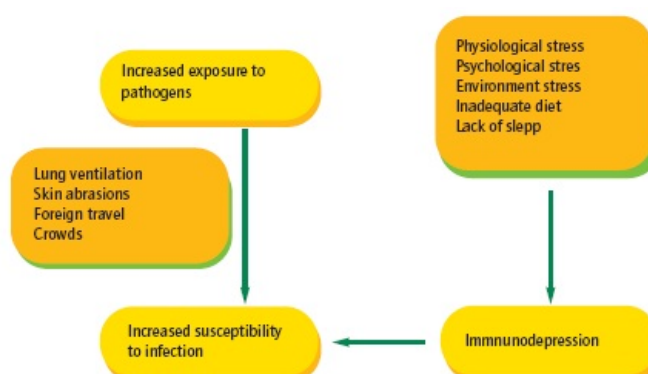 Increased exposure to
pathogens
Physiological stress
Psychological stres
Environment stress
Inadequate diet
Lack of slepp
Lung ventilation
Skin abrasions
Foreign travel
Crowds
Increased susceptibility
to infection
Immnunodepression